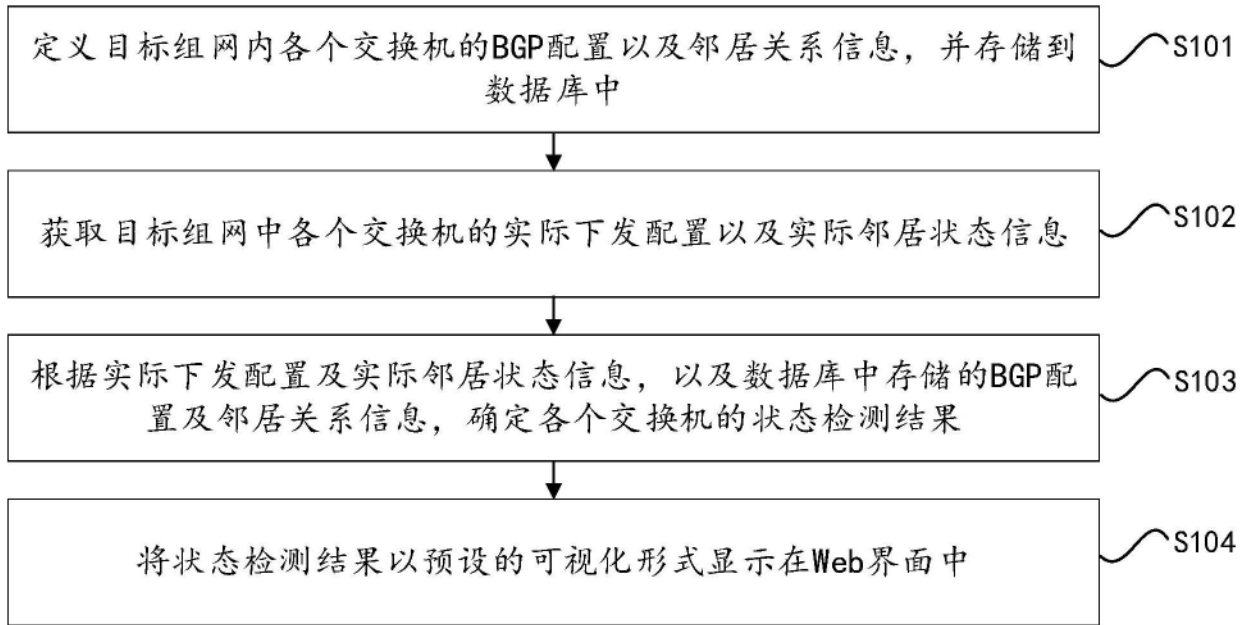 定义目标组网内各个交换机的BGP配置以及邻居关系信息，并存储到
数据库中
S101
获取目标组网中各个交换机的实际下发配置以及实际邻居状态信息
S102
根据实际下发配置及实际邻居状态信息，以及数据库中存储的BGP配
置及邻居关系信息，确定各个交换机的状态检测结果
S103
将状态检测结果以预设的可视化形式显示在Web界面中
S104